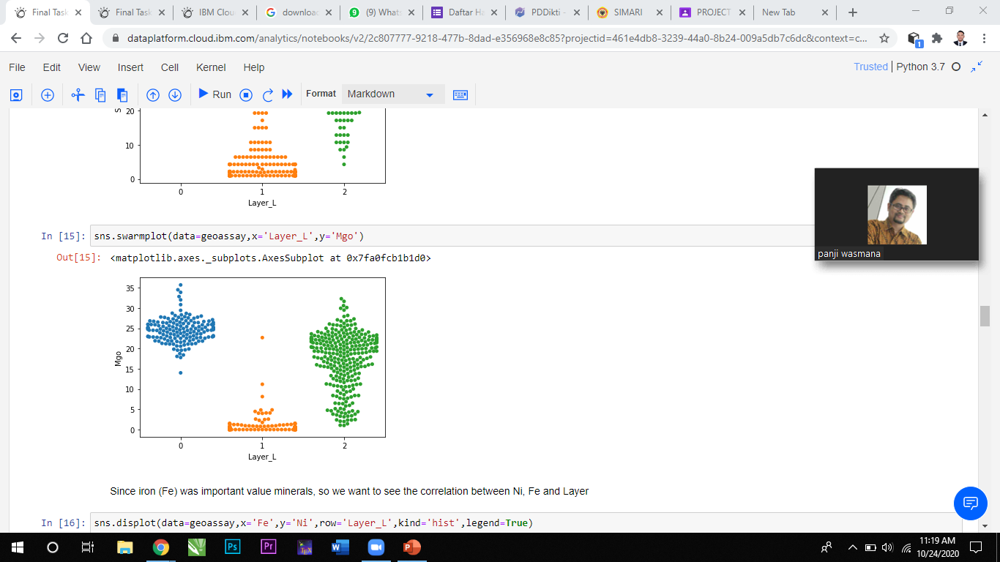 Final Task
Final Task
IBM Clou
download
(9) Whats
Daftar Ha
PDDikti -
SIMARI
PROJECT
New Tab
dataplatform.cloud.ibm.com/analytics/notebooks/v2/2c807777-9218-477b-8dad-e356968e8c85?projectid=461e4db8-3239-44a0-8b24-009a5db7c6dc&context=c...
1
File Edit View Insert Cell Kernel Help
Trusted | Python 3.7
Run
Format
Markdown
S
20
10
0
0 1 2
Layer_L
In [15]: sns.swarmplot(data=geoassay,x='Layer_L',y='Mgo')
Out[15]: <matplotlib.axes._subplots.AxesSubplot at 0x7fa0fcb1b1d0>
panji wasmana
35
30
25
20
15
10
5
0
Mgo
0 1 2
Layer_L
Since iron (Fe) was important value minerals, so we want to see the correlation between Ni, Fe and Layer
In [16]: sns.displot(data=geoassay,x='Fe',y='Ni',row='Layer_L',kind='hist',legend=True)
Ps
Pr
TEX
W
P
11:19 AM
10/24/2020